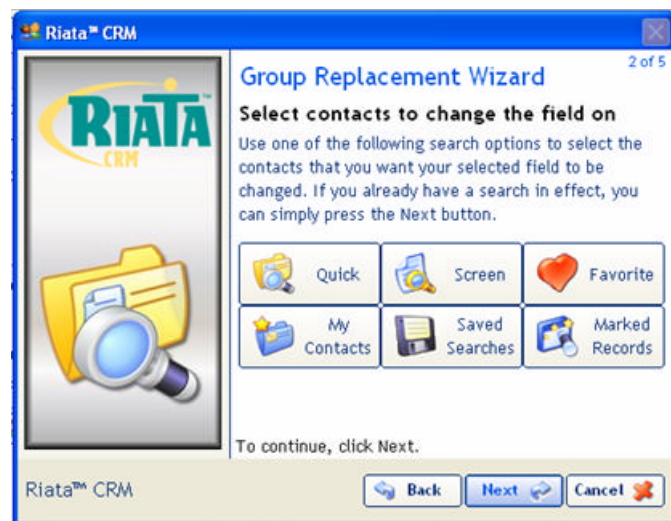 Riata™ CRM
2 of 5
Group Replacement Wizard
RIATA™
CRM
Select contacts to change the field on
Use one of the following search options to select the
contacts that you want your selected field to be
changed. If you already have a search in effect, you
can simply press the Next button.
Quick
Screen
Favorite
My
Contacts
Saved
Searches
Marked
Records
To continue, click Next.
Riata™ CRM
Back
Next
Cancel